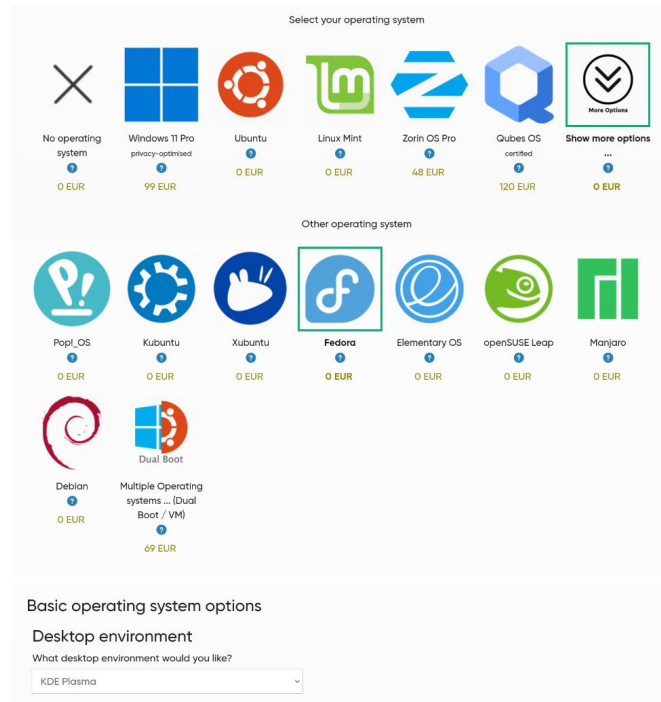 Select your operating system
More Options
No operating
system
?
0 EUR
Windows 11 Pro
privacy-optimised
?
99 EUR
Ubuntu
?
0 EUR
Linux Mint
?
0 EUR
Zorin OS Pro
?
48 EUR
Qubes OS
certified
?
120 EUR
Show more options
...
?
0 EUR
Other operating system
Pop!_OS
?
0 EUR
Kubuntu
?
0 EUR
Xubuntu
?
0 EUR
Fedora
?
0 EUR
Elementary OS
?
0 EUR
openSUSE Leap
?
0 EUR
Manjaro
?
0 EUR
Debian
?
0 EUR
Dual Boot
Multiple Operating
systems ... (Dual
Boot / VM)
?
69 EUR
Basic operating system options
Desktop environment
What desktop environment would you like?
KDE Plasma